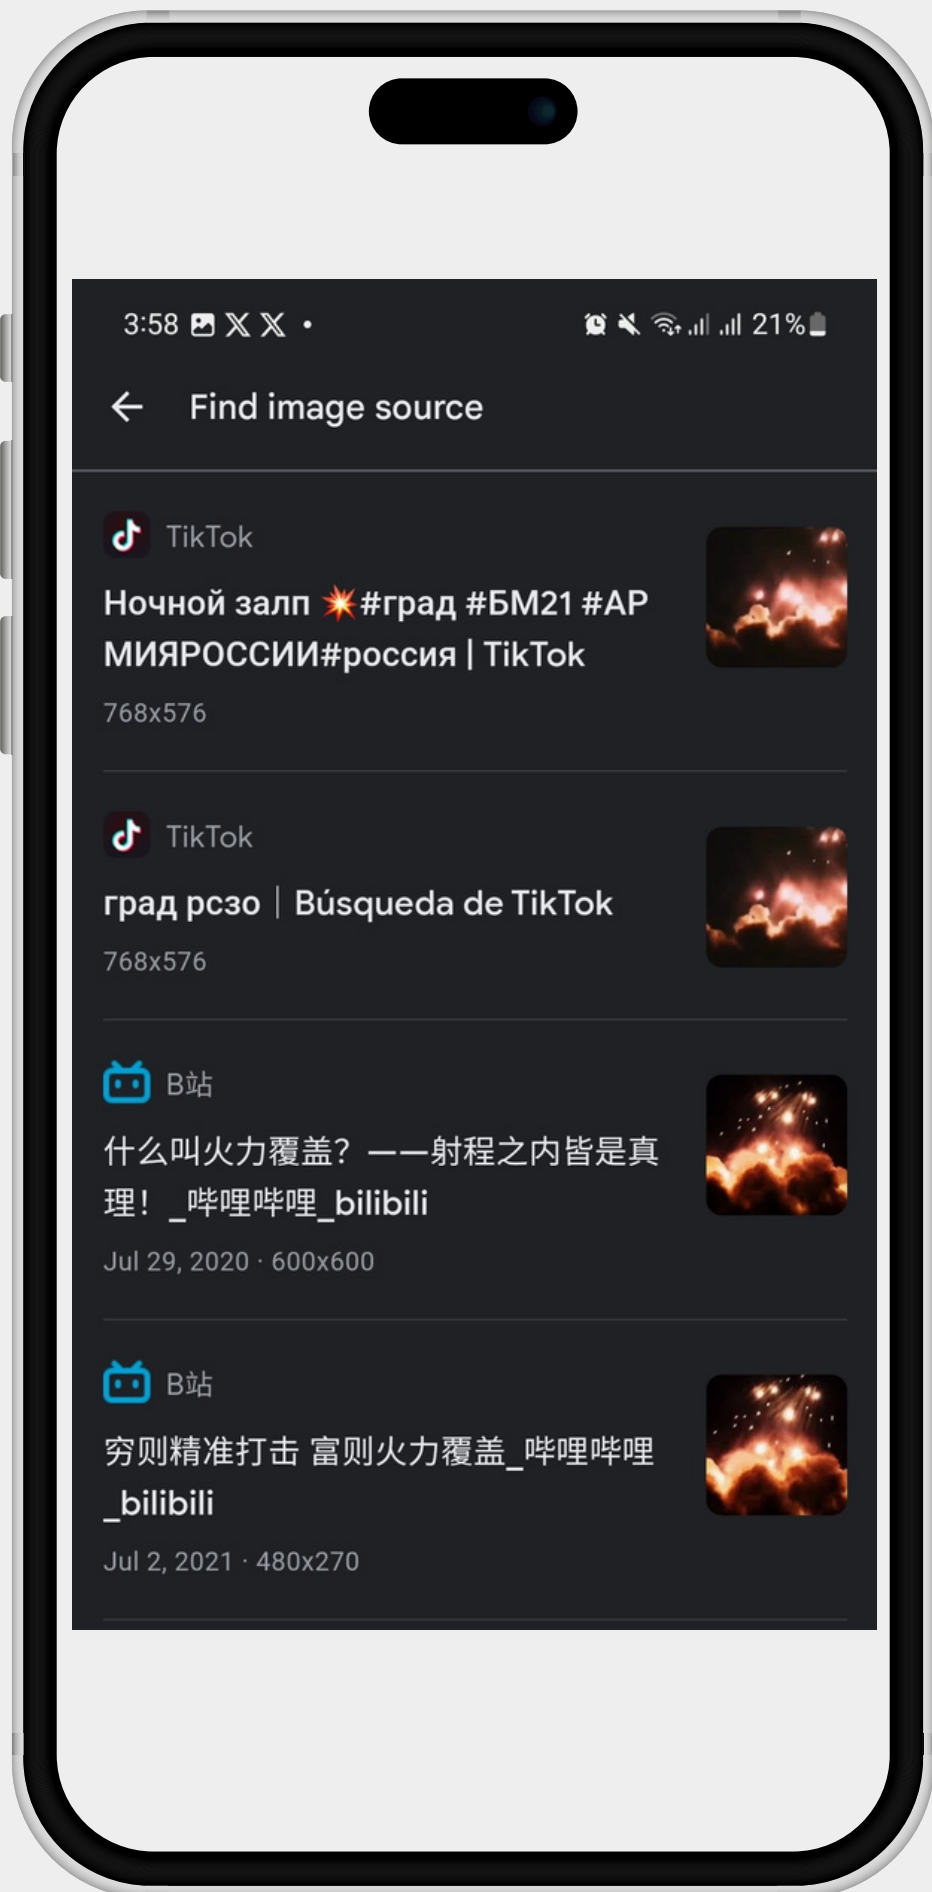 3:58
21%
Find image source
TikTok
Ночной залп 💥#град #БМ21 #АР
МИЯРОССИИ#россия | TikTok
768x576
TikTok
град рсзо | Búsqueda de TikTok
768x576
B站
什么叫火力覆盖？——射程之内皆是真
理！_哔哩哔哩_bilibili
Jul 29, 2020 · 600x600
B站
穷则精准打击 富则火力覆盖_哔哩哔哩
_bilibili
Jul 2, 2021 · 480x270